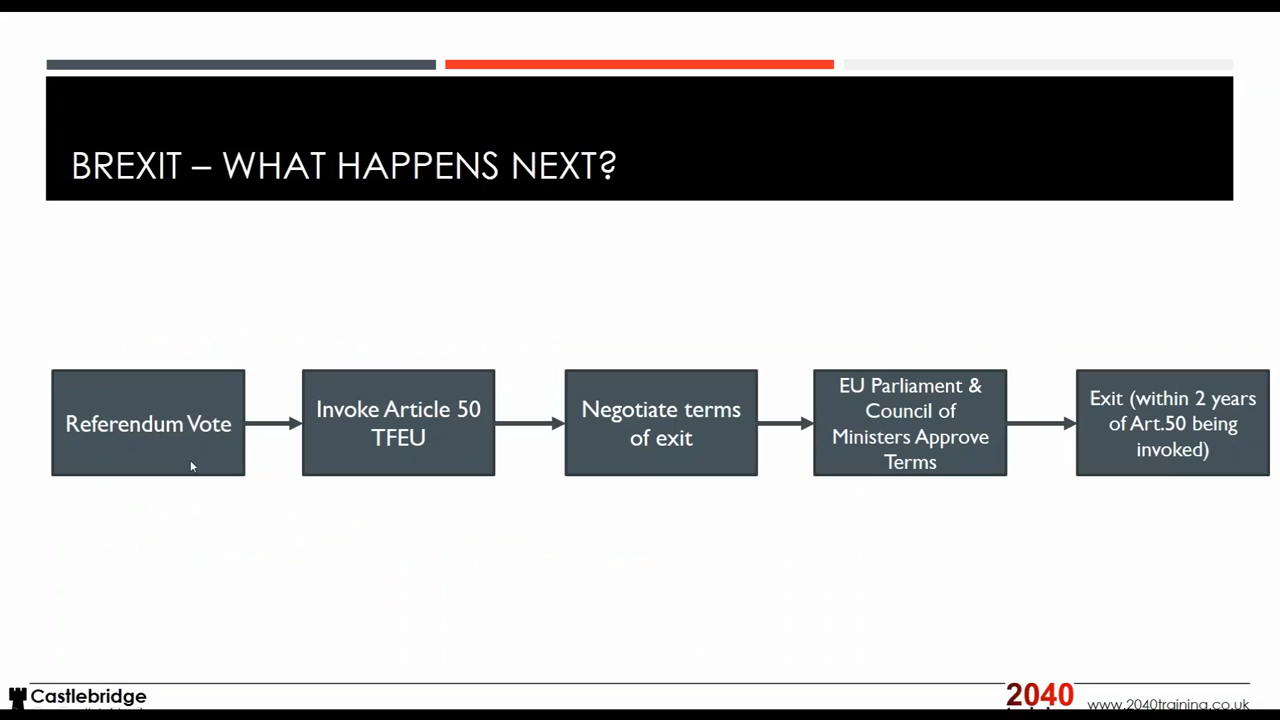 BREXIT – WHAT HAPPENS NEXT?
Referendum Vote
Invoke Article 50
TFEU
Negotiate terms
of exit
EU Parliament &
Council of
Ministers Approve
Terms
Exit (within 2 years
of Art.50 being
invoked)
Castlebridge
2040
www.2040training.co.uk